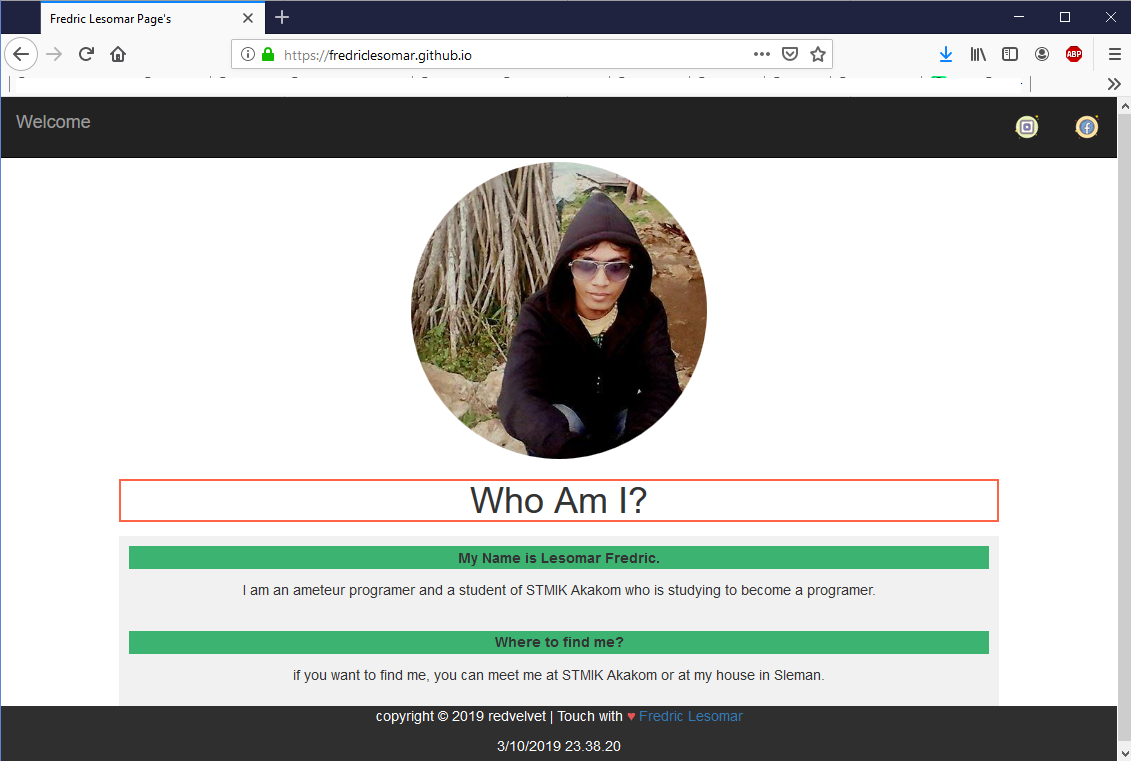 Fredric Lesomar Page's
https://fredriclesomar.github.io
ABP
Welcome
Who Am I?
My Name is Lesomar Fredric.
I am an ameteur programer and a student of STMIK Akakom who is studying to become a programer.
Where to find me?
if you want to find me, you can meet me at STMIK Akakom or at my house in Sleman.
copyright © 2019 redvelvet | Touch with ♥ Fredric Lesomar
3/10/2019 23.38.20